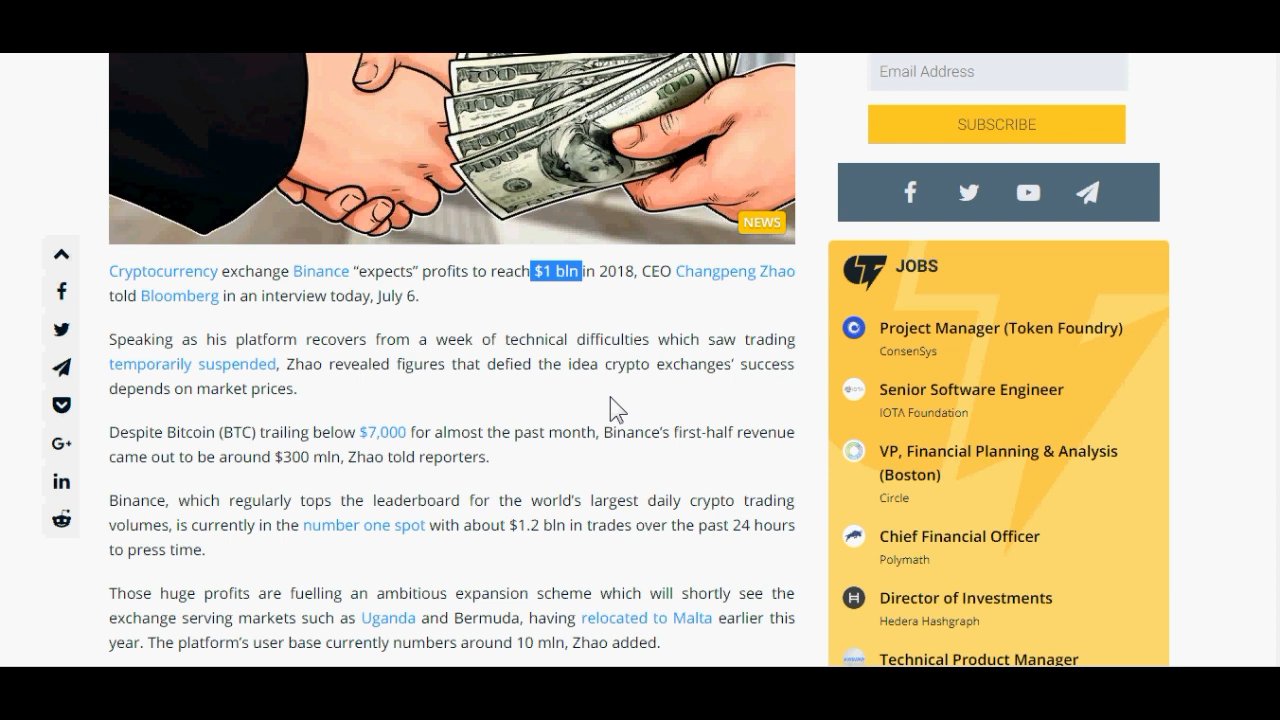 NEWS
Cryptocurrency exchange Binance “expects” profits to reach $1 bln in 2018, CEO Changpeng Zhao
told Bloomberg in an interview today, July 6.
Speaking as his platform recovers from a week of technical difficulties which saw trading
temporarily suspended, Zhao revealed figures that defied the idea crypto exchanges’ success
depends on market prices.
Despite Bitcoin (BTC) trailing below $7,000 for almost the past month, Binance’s first-half revenue
came out to be around $300 mln, Zhao told reporters.
Binance, which regularly tops the leaderboard for the world’s largest daily crypto trading
volumes, is currently in the number one spot with about $1.2 bln in trades over the past 24 hours
to press time.
Those huge profits are fuelling an ambitious expansion scheme which will shortly see the
exchange serving markets such as Uganda and Bermuda, having relocated to Malta earlier this
year. The platform’s user base currently numbers around 10 mln, Zhao added.
Email Address
SUBSCRIBE
JOBS
Project Manager (Token Foundry)
ConsenSys
Senior Software Engineer
IOTA Foundation
VP, Financial Planning & Analysis
(Boston)
Circle
Chief Financial Officer
Polymath
Director of Investments
Hedera Hashgraph
Technical Product Manager